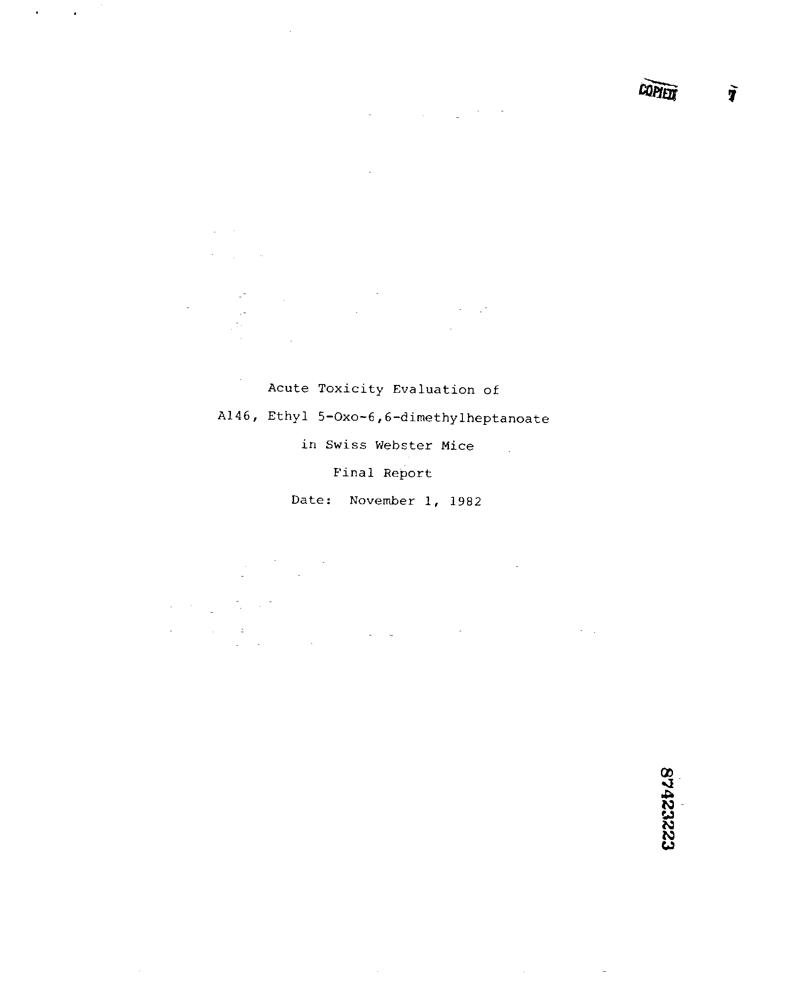 COPIED
Acute Toxicity Evaluation of
A146, Ethyl 5-Oxo-6,6-dimethylheptanoate
in Swiss Webster Mice
Final Report
Date: November 1, 1982
87423223